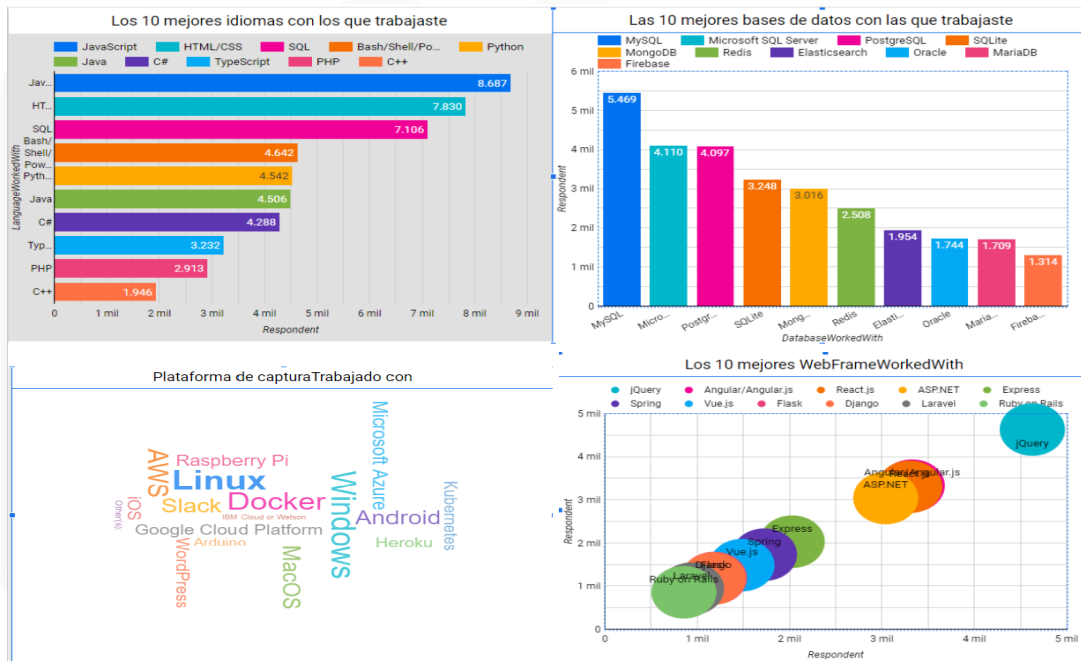 Los 10 mejores idiomas con los que trabajaste
JavaScript HTML/CSS SQL Bash/Shell/Po... Python
Java C# TypeScript PHP C++
LanguageWorkedWith
Jav...
HT...
SQL
Bash/
Shell/
Pow...
Pyth...
Java
C#
Typ...
PHP
C++
8.687
7.830
7.106
4.642
4.542
4.506
4.288
3.232
2.913
1.946
0 1 mil 2 mil 3 mil 4 mil 5 mil 6 mil 7 mil 8 mil 9 mil
Respondent
Las 10 mejores bases de datos con las que trabajaste
MySQL Microsoft SQL Server PostgreSQL SQLite
MongoDB Redis Elasticsearch Oracle MariaDB
Firebase
Respondent
6 mil
5 mil
4 mil
3 mil
2 mil
1 mil
0
5.469 4.110 4.097 3.248 3.016 2.508 1.954 1.744 1.709 1.314
MySQL Micro... Postgr... SQLite Mong... Redis Elasti... Oracle Maria... Fireba...
DatabaseWorkedWith
Plataforma de capturaTrabajado con
Microsoft Azure
AWS
Raspberry Pi
Linux
Windows
Kubernetes
iOS
Other(s):
Slack
Docker
IBM Cloud or Watson
Android
Google Cloud Platform
Arduino
Heroku
WordPress
MacOS
Los 10 mejores WebFrameWorkedWith
jQuery Angular/Angular.js React.js ASP.NET Express
Spring Vue.js Flask Django Laravel Ruby on Rails
Respondent
5 mil
4 mil
3 mil
2 mil
1 mil
0
jQuery
Angular/Angular.js
React.js
ASP.NET
Express
Spring
Vue.js
Flask
Django
Laravel
Ruby on Rails
0 1 mil 2 mil 3 mil 4 mil 5 mil
Respondent